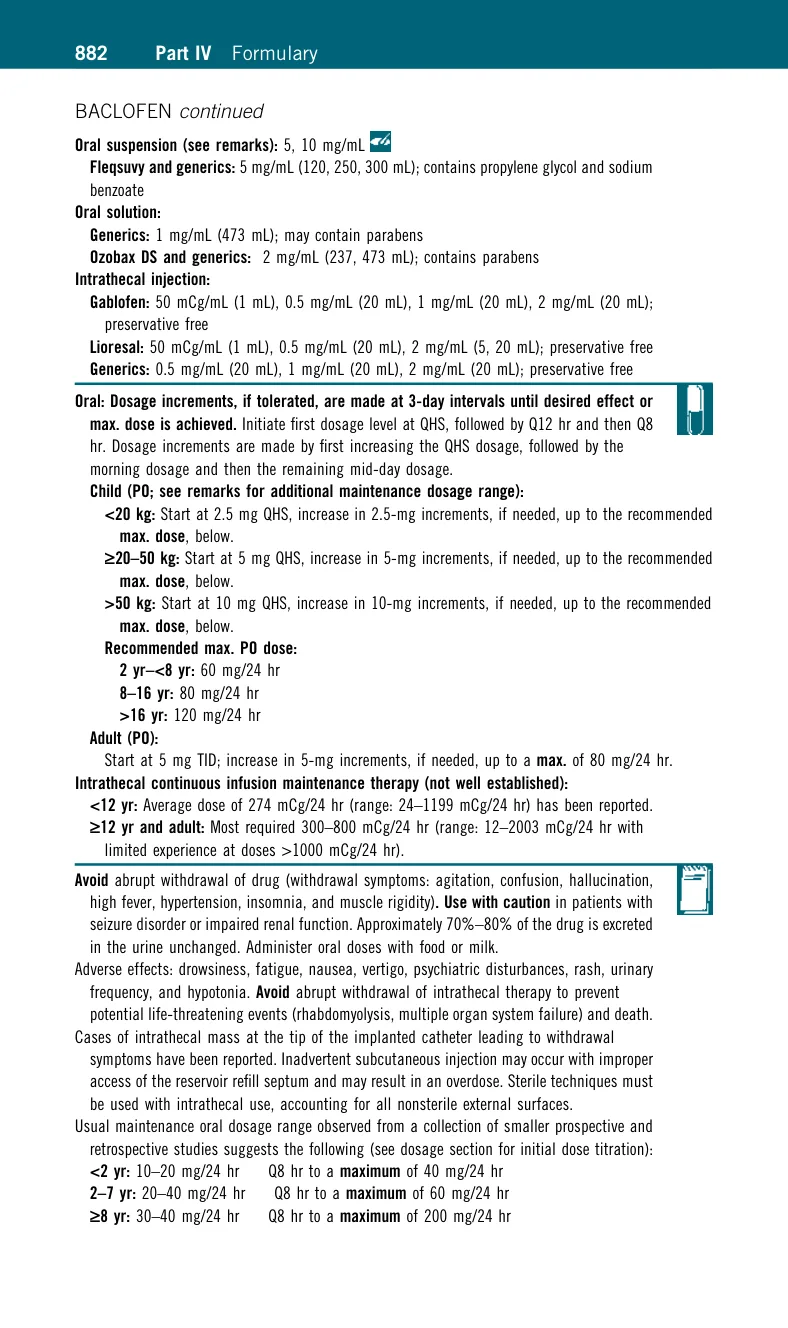 882 Part IV Formulary
BACLOFEN continued
Oral suspension (see remarks): 5, 10 mg/mL
Fleqsuvy and generics: 5 mg/mL (120, 250, 300 mL); contains propylene glycol and sodium
benzoate
Oral solution:
Generics: 1 mg/mL (473 mL); may contain parabens
Ozobax DS and generics: 2 mg/mL (237, 473 mL); contains parabens
Intrathecal injection:
Gablofen: 50 mCg/mL (1 mL), 0.5 mg/mL (20 mL), 1 mg/mL (20 mL), 2 mg/mL (20 mL);
preservative free
Lioresal: 50 mCg/mL (1 mL), 0.5 mg/mL (20 mL), 2 mg/mL (5, 20 mL); preservative free
Generics: 0.5 mg/mL (20 mL), 1 mg/mL (20 mL), 2 mg/mL (20 mL); preservative free
Oral: Dosage increments, if tolerated, are made at 3-day intervals until desired effect or
max. dose is achieved. Initiate first dosage level at QHS, followed by Q12 hr and then Q8
hr. Dosage increments are made by first increasing the QHS dosage, followed by the
morning dosage and then the remaining mid-day dosage.
Child (PO; see remarks for additional maintenance dosage range):
<20 kg: Start at 2.5 mg QHS, increase in 2.5-mg increments, if needed, up to the recommended
max. dose, below.
≥20–50 kg: Start at 5 mg QHS, increase in 5-mg increments, if needed, up to the recommended
max. dose, below.
>50 kg: Start at 10 mg QHS, increase in 10-mg increments, if needed, up to the recommended
max. dose, below.
Recommended max. PO dose:
2 yr–<8 yr: 60 mg/24 hr
8–16 yr: 80 mg/24 hr
>16 yr: 120 mg/24 hr
Adult (PO):
Start at 5 mg TID; increase in 5-mg increments, if needed, up to a max. of 80 mg/24 hr.
Intrathecal continuous infusion maintenance therapy (not well established):
<12 yr: Average dose of 274 mCg/24 hr (range: 24–1199 mCg/24 hr) has been reported.
≥12 yr and adult: Most required 300–800 mCg/24 hr (range: 12–2003 mCg/24 hr with
limited experience at doses >1000 mCg/24 hr).
Avoid abrupt withdrawal of drug (withdrawal symptoms: agitation, confusion, hallucination,
high fever, hypertension, insomnia, and muscle rigidity). Use with caution in patients with
seizure disorder or impaired renal function. Approximately 70%–80% of the drug is excreted
in the urine unchanged. Administer oral doses with food or milk.
Adverse effects: drowsiness, fatigue, nausea, vertigo, psychiatric disturbances, rash, urinary
frequency, and hypotonia. Avoid abrupt withdrawal of intrathecal therapy to prevent
potential life-threatening events (rhabdomyolysis, multiple organ system failure) and death.
Cases of intrathecal mass at the tip of the implanted catheter leading to withdrawal
symptoms have been reported. Inadvertent subcutaneous injection may occur with improper
access of the reservoir refill septum and may result in an overdose. Sterile techniques must
be used with intrathecal use, accounting for all nonsterile external surfaces.
Usual maintenance oral dosage range observed from a collection of smaller prospective and
retrospective studies suggests the following (see dosage section for initial dose titration):
<2 yr: 10–20 mg/24 hr Q8 hr to a maximum of 40 mg/24 hr
2–7 yr: 20–40 mg/24 hr Q8 hr to a maximum of 60 mg/24 hr
≥8 yr: 30–40 mg/24 hr Q8 hr to a maximum of 200 mg/24 hr